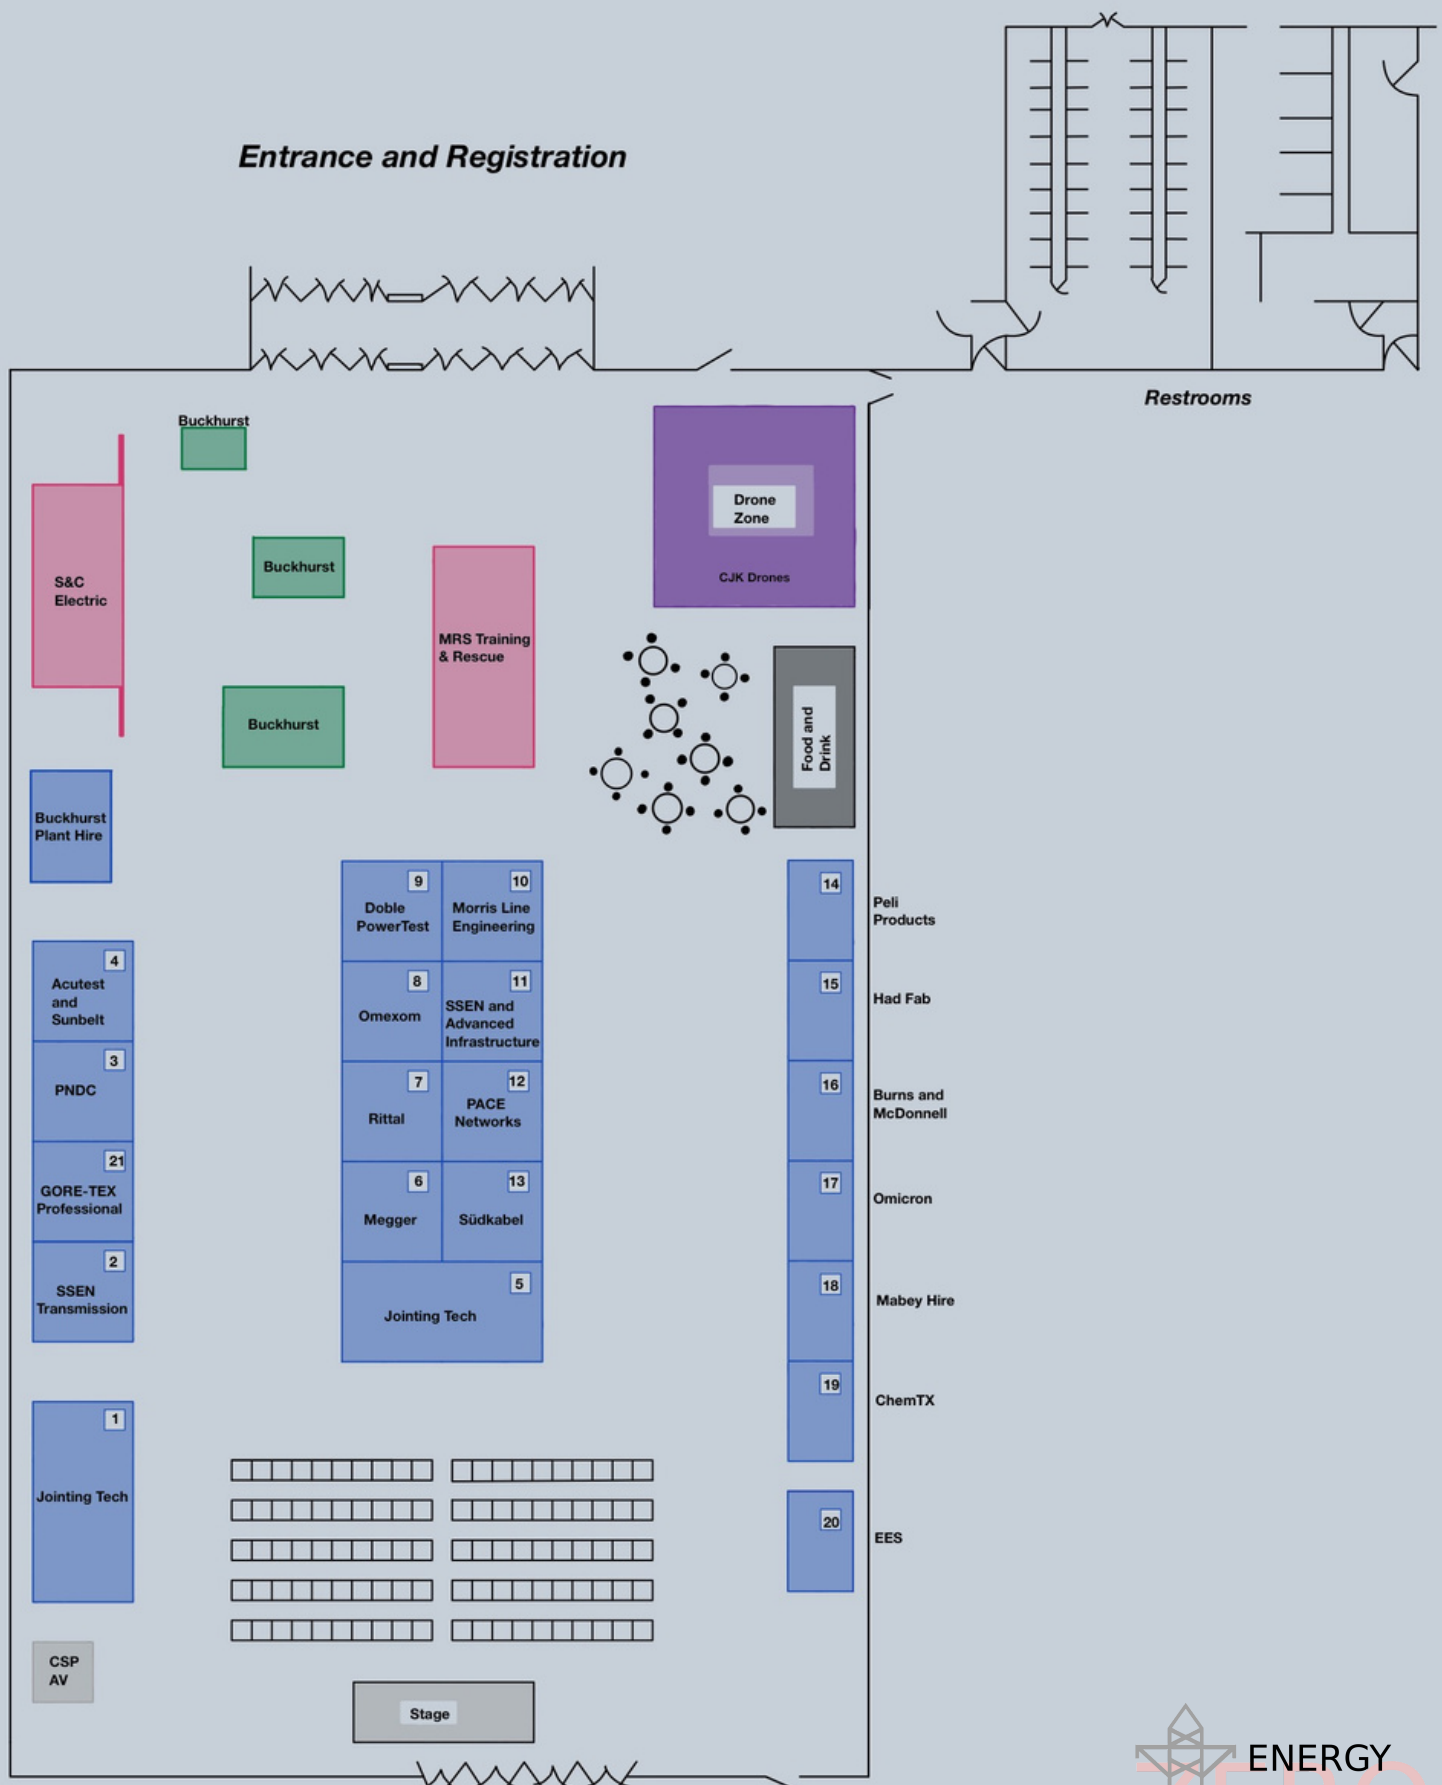 Entrance and Registration
Restrooms
Buckhurst
Drone
Zone
CJK Drones
S&C
Electric
Buckhurst
MRS Training
& Rescue
Buckhurst
Food and
Drink
Buckhurst
Plant Hire
9
Doble
PowerTest
10
Morris Line
Engineering
14
Peli
Products
4
Acutest
and
Sunbelt
8
Omexom
11
SSEN and
Advanced
Infrastructure
15
Had Fab
3
PNDC
7
Rittal
12
PACE
Networks
16
Burns and
McDonnell
21
GORE-TEX
Professional
6
Megger
13
Südkabel
17
Omicron
2
SSEN
Transmission
5
Jointing Tech
18
Mabey Hire
19
ChemTX
1
Jointing Tech
20
EES
CSP
AV
Stage
ENERGY